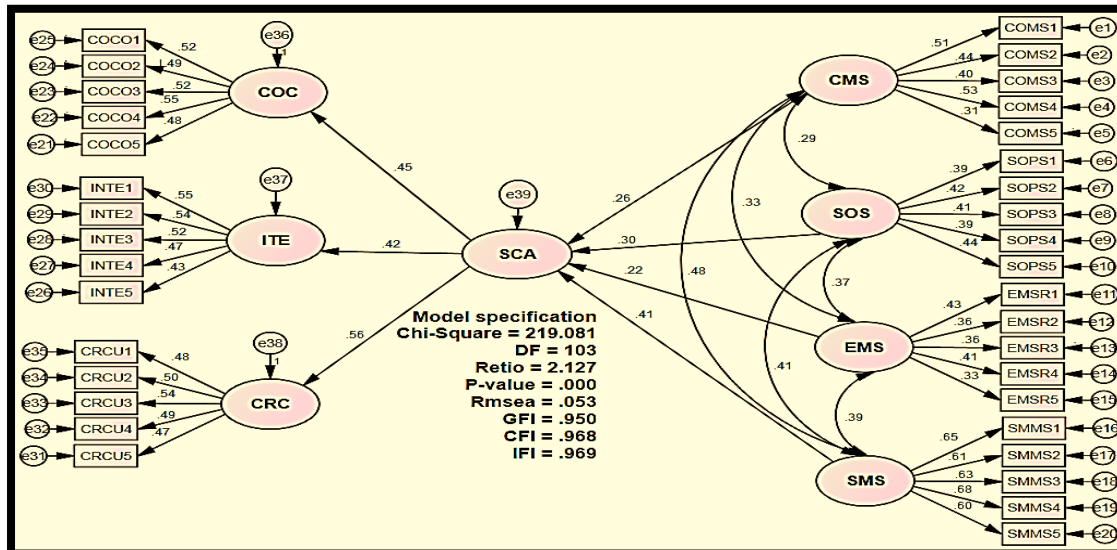 e25 COCO1 .52
e24 COCO2 .49
e23 COCO3 .52
e22 COCO4 .55
e21 COCO5 .48
e36
1
COC
e30 INTE1 .55
e29 INTE2 .54
e28 INTE3 .52
e27 INTE4 .47
e26 INTE5 .43
e37
ITE
e35 CRCU1 .48
e34 CRCU2 .50
e33 CRCU3 .54
e32 CRCU4 .49
e31 CRCU5 .47
e38
1
CRC
.45
.42
.56
e39
SCA
Model specification
Chi-Square = 219.081
DF = 103
Retio = 2.127
P-value = .000
Rmsea = .053
GFI = .950
CFI = .968
IFI = .969
.26
.30
.22
.41
.29
.33
.48
.37
.41
.39
CMS
.51 COMS1 e1
.44 COMS2 e2
.40 COMS3 e3
.53 COMS4 e4
.31 COMS5 e5
SOS
.39 SOPS1 e6
.42 SOPS2 e7
.41 SOPS3 e8
.39 SOPS4 e9
.44 SOPS5 e10
EMS
.43 EMSR1 e11
.36 EMSR2 e12
.36 EMSR3 e13
.41 EMSR4 e14
.33 EMSR5 e15
SMS
.65 SMMS1 e16
.61 SMMS2 e17
.63 SMMS3 e18
.68 SMMS4 e19
.60 SMMS5 e20